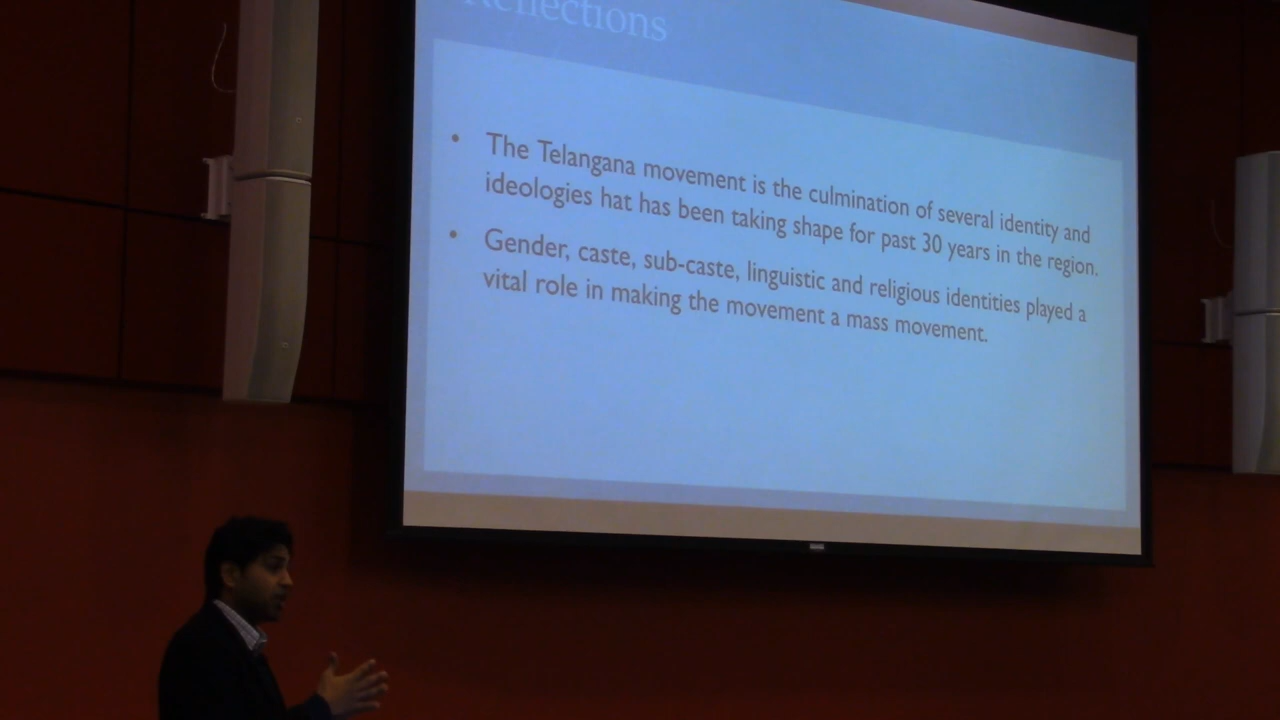 Reflections
• The Telangana movement is the culmination of several identity and
ideologies hat has been taking shape for past 30 years in the region.
• Gender, caste, sub-caste, linguistic and religious identities played a
vital role in making the movement a mass movement.